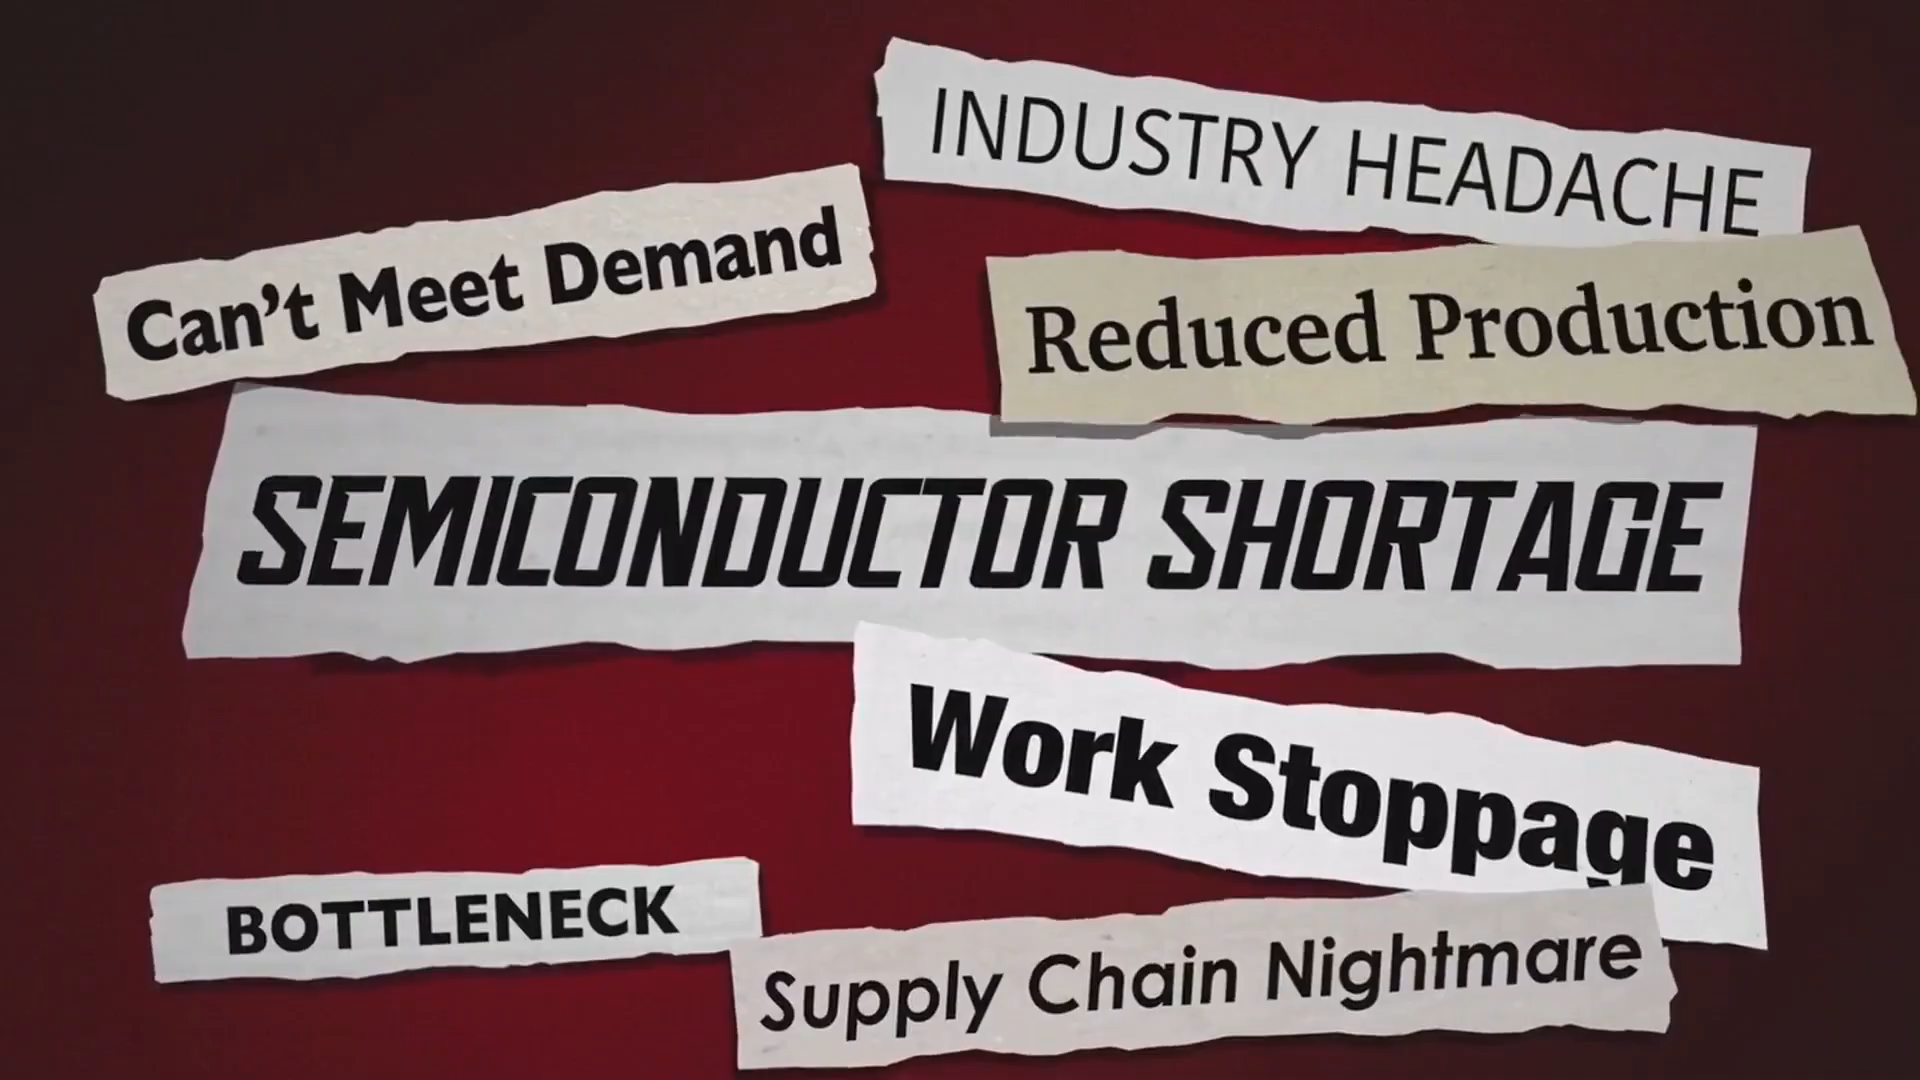 INDUSTRY HEADACHE
Can't Meet Demand
Reduced Production
SEMICONDUCTOR SHORTAGE
Work Stoppage
BOTTLENECK
Supply Chain Nightmare